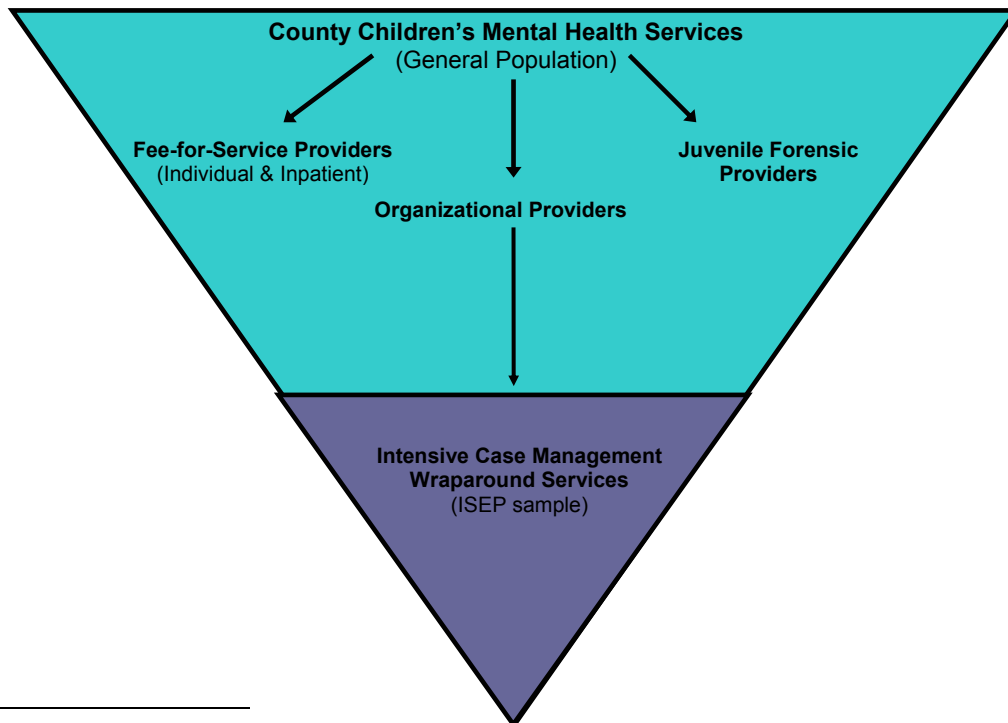 County Children’s Mental Health Services
(General Population)
Fee-for-Service Providers
(Individual & Inpatient)
Juvenile Forensic
Providers
Organizational Providers
Intensive Case Management
Wraparound Services
(ISEP sample)